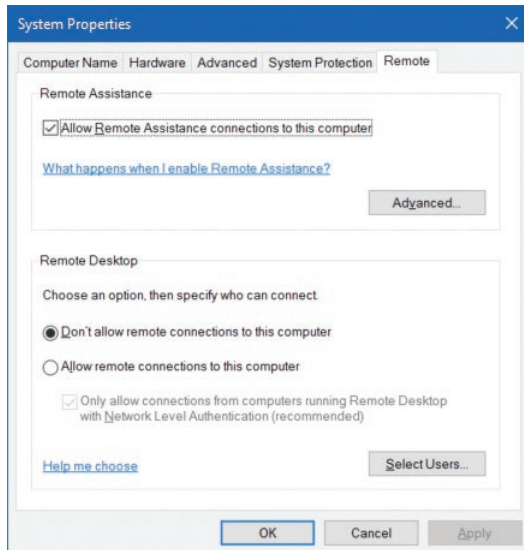 System Properties
Computer Name Hardware Advanced System Protection Remote
Remote Assistance
Allow Remote Assistance connections to this computer
What happens when I enable Remote Assistance?
Advanced...
Remote Desktop
Choose an option, then specify who can connect.
Don't allow remote connections to this computer
Allow remote connections to this computer
Only allow connections from computers running Remote Desktop
with Network Level Authentication (recommended)
Help me choose
Select Users...
OK Cancel Apply